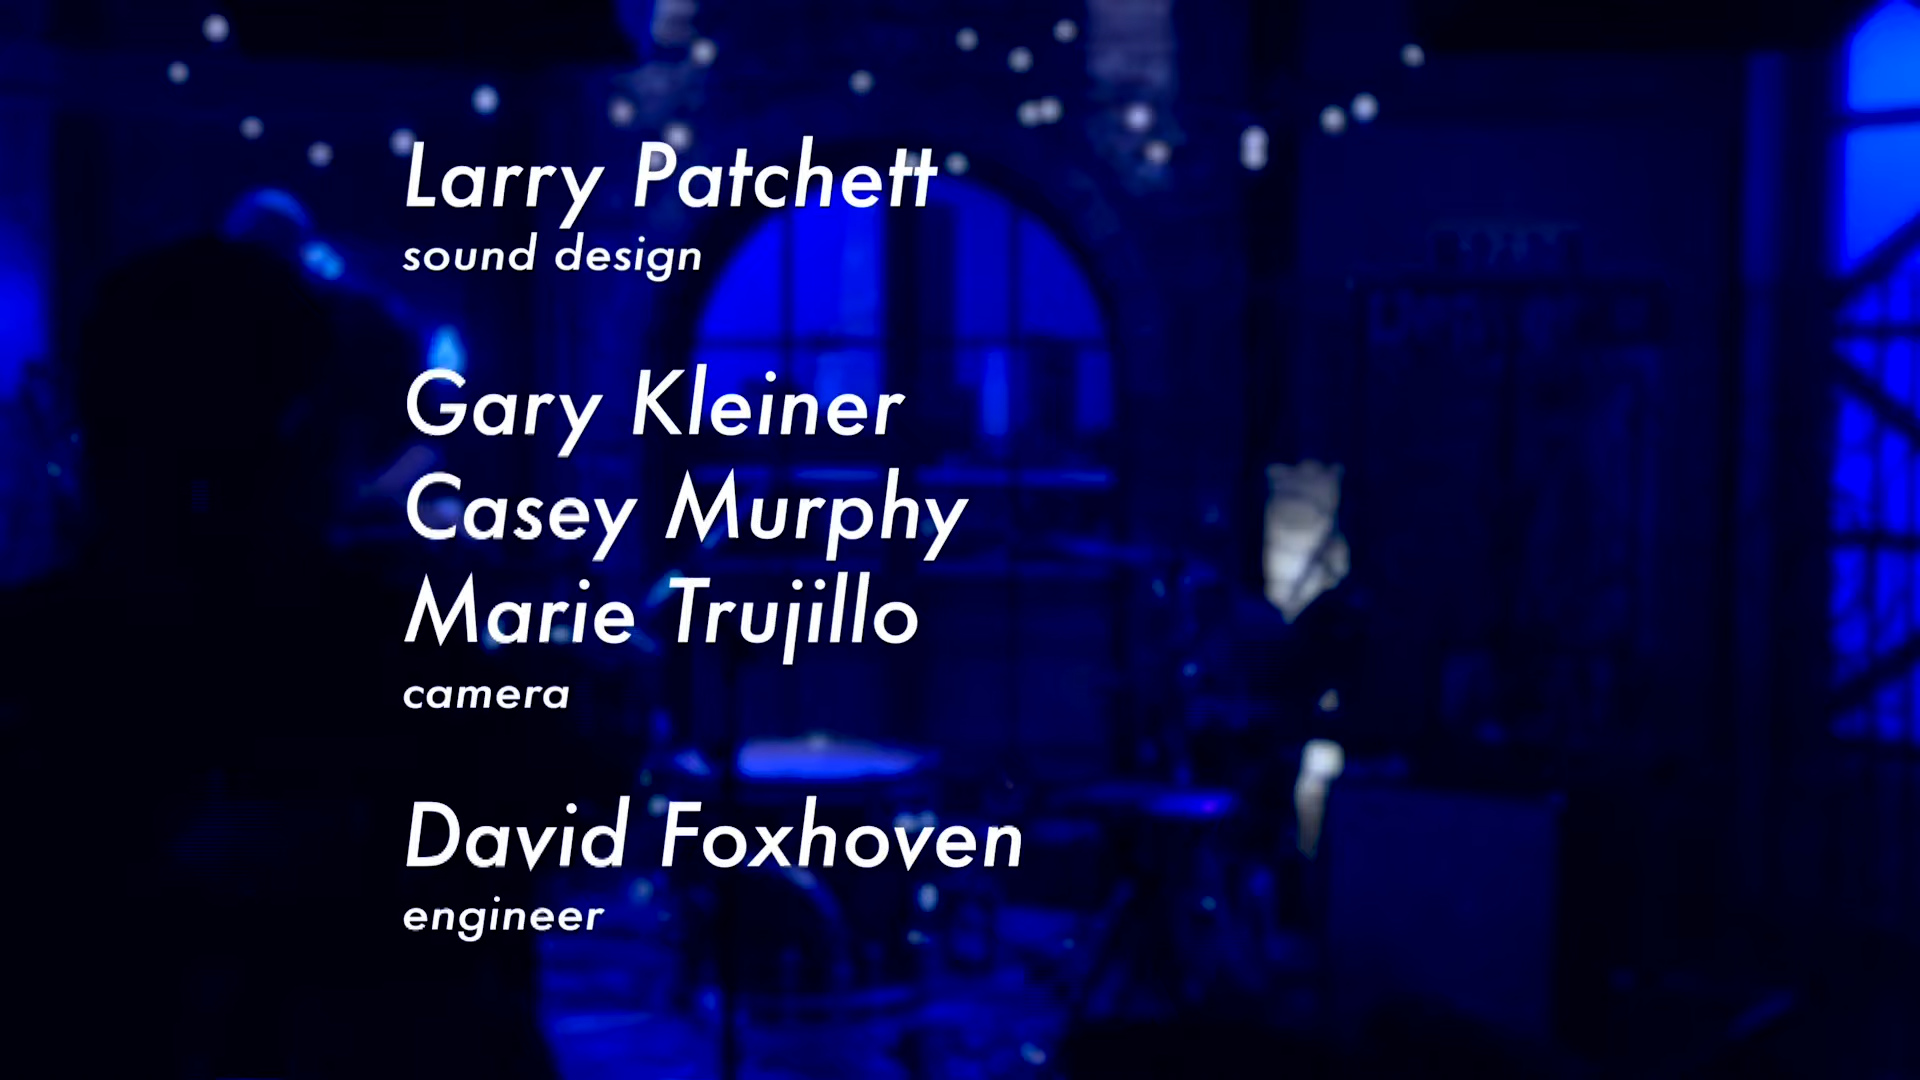 Larry Patchett
sound design
Gary Kleiner
Casey Murphy
Marie Trujillo
camera
David Foxhoven
engineer